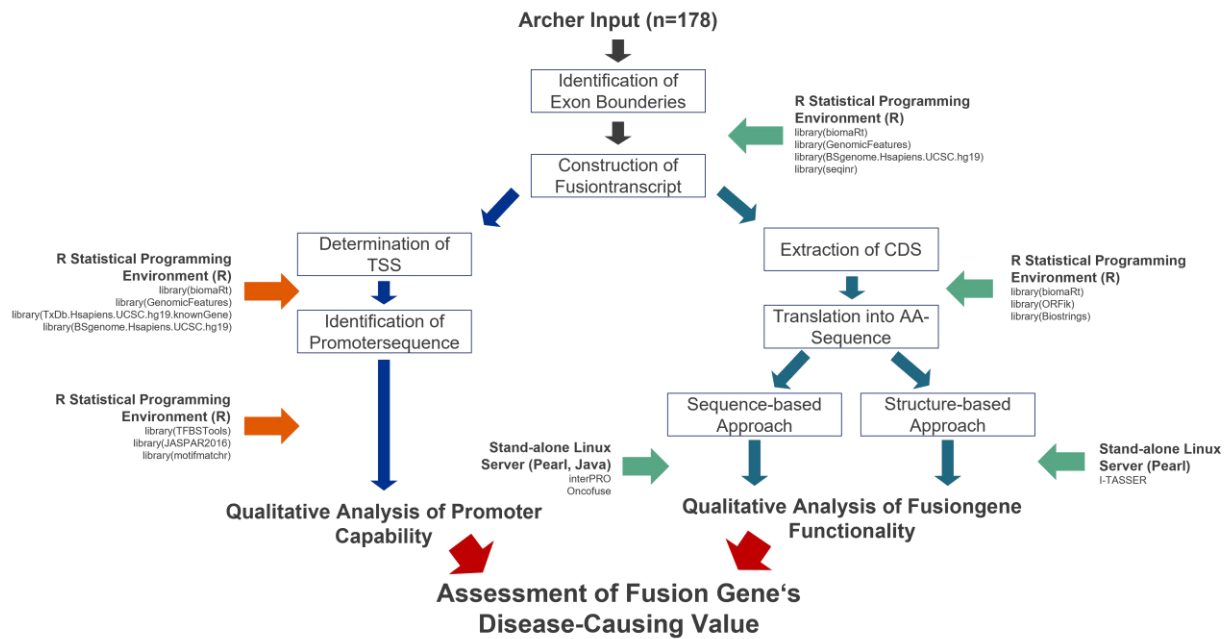 Archer Input (n=178)
Identification of
Exon Bounderies
R Statistical Programming
Environment (R)
library(biomaRt)
library(GenomicFeatures)
library(BSgenome.Hsapiens.UCSC.hg19)
library(seqinr)
Construction of
Fusiontranscript
Determination of
TSS
R Statistical Programming
Environment (R)
library(biomaRt)
library(GenomicFeatures)
library(TxDb.Hsapiens.UCSC.hg19.knownGene)
library(BSgenome.Hsapiens.UCSC.hg19)
Identification of
Promotersequence
R Statistical Programming
Environment (R)
library(TFBSTools)
library(JASPAR2016)
library(motifmatchr)
Qualitative Analysis of Promoter
Capability
Extraction of CDS
R Statistical Programming
Environment (R)
library(biomaRt)
library(ORFik)
library(Biostrings)
Translation into AA-
Sequence
Sequence-based
Approach
Structure-based
Approach
Stand-alone Linux
Server (Pearl, Java)
interPRO
Oncofuse
Stand-alone Linux
Server (Pearl)
I-TASSER
Qualitative Analysis of Fusiongene
Functionality
Assessment of Fusion Gene‘s
Disease-Causing Value